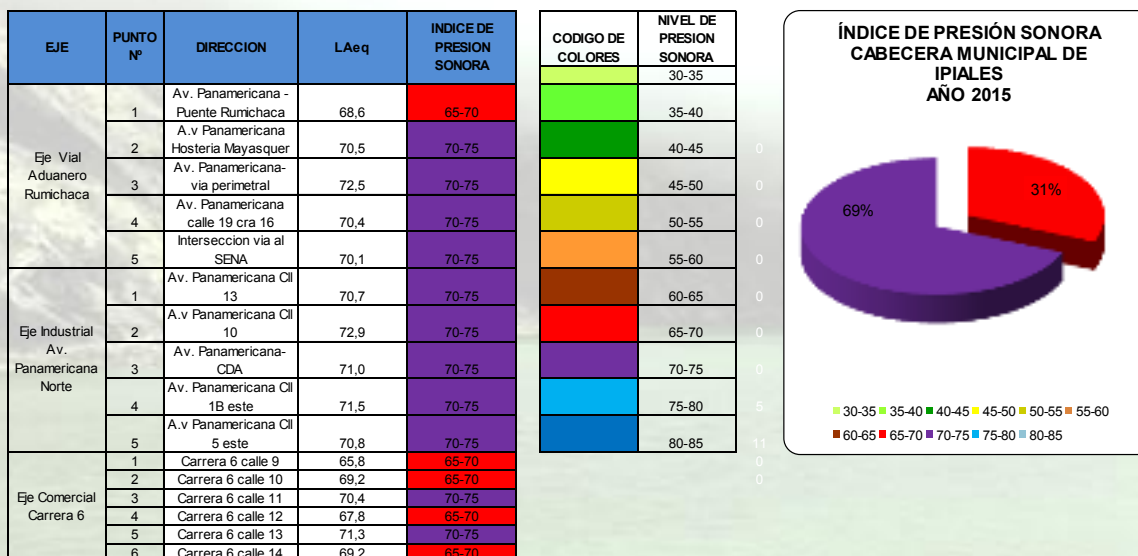 EJE PUNTO Nº DIRECCION LAeq INDICE DE PRESION SONORA
Eje Vial Aduanero Rumichaca
1 Av. Panamericana - Puente Rumichaca 68,6 65-70
2 A.v Panamericana Hosteria Mayasquer 70,5 70-75
3 Av. Panamericana- via perimetral 72,5 70-75
4 Av. Panamericana calle 19 cra 16 70,4 70-75
5 Interseccion via al SENA 70,1 70-75
Eje Industrial Av. Panamericana Norte
1 Av. Panamericana Cll 13 70,7 70-75
2 A.v Panamericana Cll 10 72,9 70-75
3 Av. Panamericana- CDA 71,0 70-75
4 Av. Panamericana Cll 1B este 71,5 70-75
5 A.v Panamericana Cll 5 este 70,8 70-75
Eje Comercial Carrera 6
1 Carrera 6 calle 9 65,8 65-70
2 Carrera 6 calle 10 69,2 65-70
3 Carrera 6 calle 11 70,4 70-75
4 Carrera 6 calle 12 67,8 65-70
5 Carrera 6 calle 13 71,3 70-75
6 Carrera 6 calle 14 69,2 65-70
CODIGO DE COLORES NIVEL DE PRESION SONORA
30-35
35-40
40-45
45-50
50-55
55-60
60-65
65-70
70-75
75-80
80-85
0
0
0
0
0
0
0
5
11
0
0
ÍNDICE DE PRESIÓN SONORA
CABECERA MUNICIPAL DE
IPIALES
AÑO 2015
31%
69%
30-35 35-40 40-45 45-50 50-55 55-60
60-65 65-70 70-75 75-80 80-85